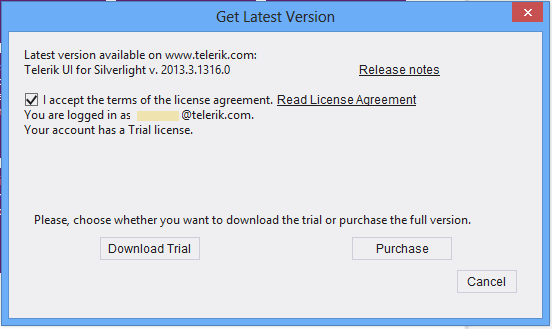 Get Latest Version
Latest version available on www.telerik.com:
Telerik UI for Silverlight v. 2013.3.1316.0
Release notes
I accept the terms of the license agreement. Read License Agreement
You are logged in as @telerik.com.
Your account has a Trial license.
Please, choose whether you want to download the trial or purchase the full version.
Download Trial
Purchase
Cancel